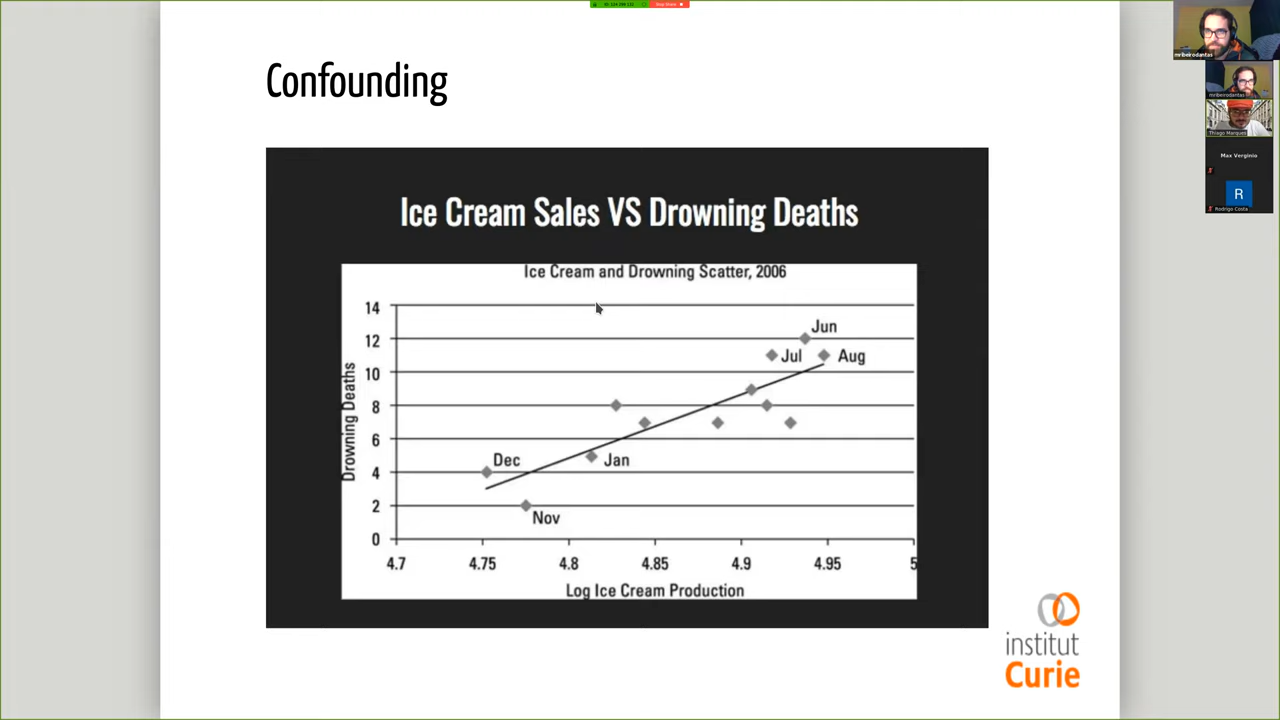 Confounding
Ice Cream Sales VS Drowning Deaths
Ice Cream and Drowning Scatter, 2006
14
12
10
8
6
4
2
0
Drowning Deaths
Jun
Jul
Aug
Dec
Jan
Nov
4.7
4.75
4.8
4.85
4.9
4.95
5
Log Ice Cream Production
institut
Curie
mribeirodantas
mribeirodantas
Thiago Marques
Max Verginio
R
Rodrigo Costa